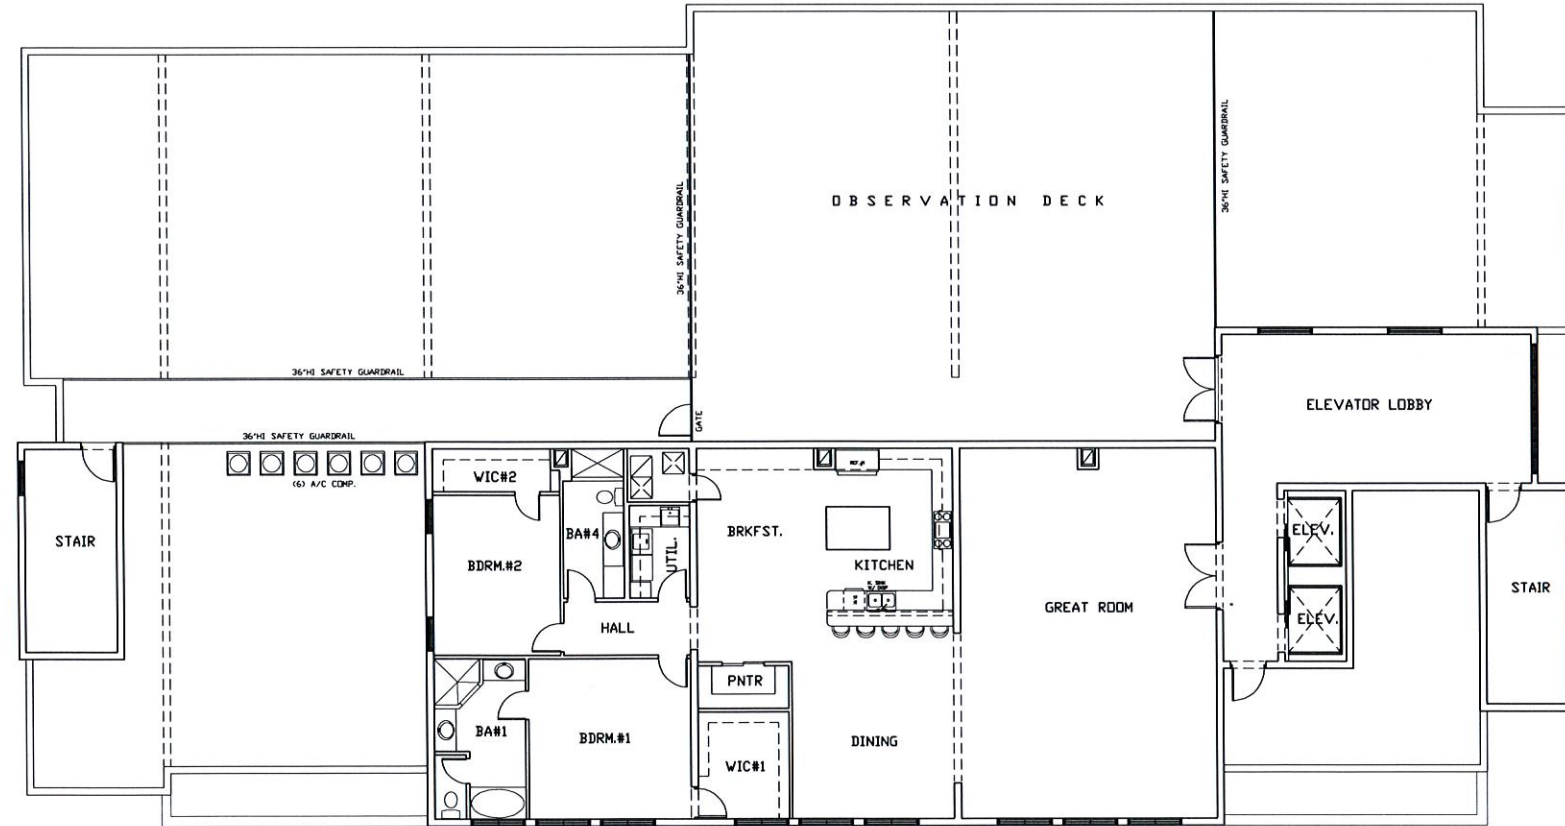 OBSERVATION DECK
36"HI SAFETY GUARDRAIL
36"HI SAFETY GUARDRAIL
36"HI SAFETY GUARDRAIL
36"HI SAFETY GUARDRAIL
GATE
ELEVATOR LOBBY
(6) A/C COMP.
STAIR
WIC#2
BA#4
UTIL.
BDRM.#2
HALL
BRKFST.
KITCHEN
GREAT ROOM
ELEV.
ELEV.
STAIR
PNTR
BA#1
BDRM.#1
WIC#1
DINING